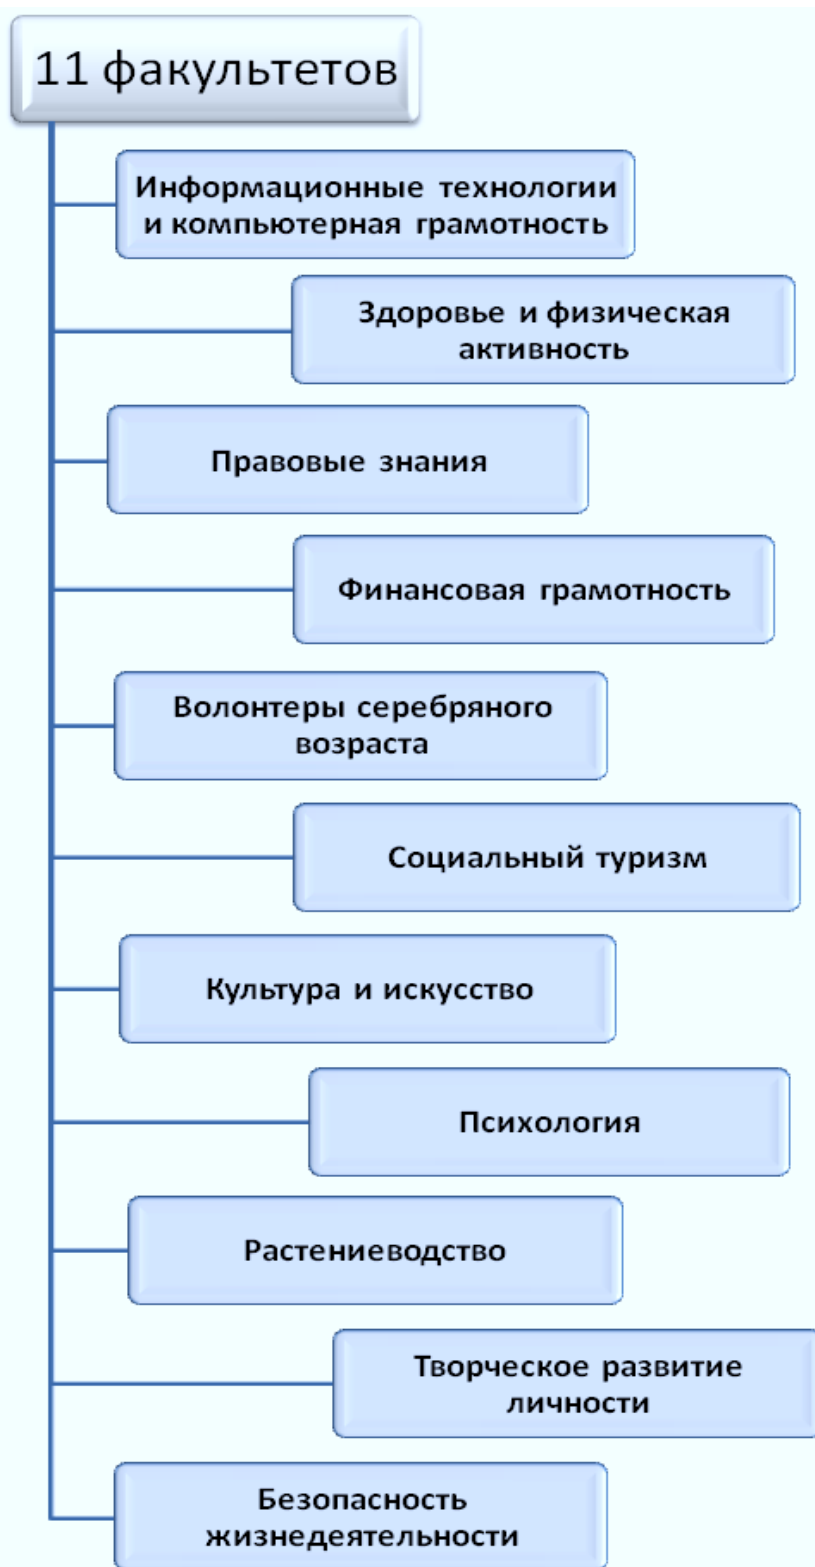 11 факультетов
Информационные технологии
и компьютерная грамотность
Здоровье и физическая
активность
Правовые знания
Финансовая грамотность
Волонтеры серебряного
возраста
Социальный туризм
Культура и искусство
Психология
Растениеводство
Творческое развитие
личности
Безопасность
жизнедеятельности